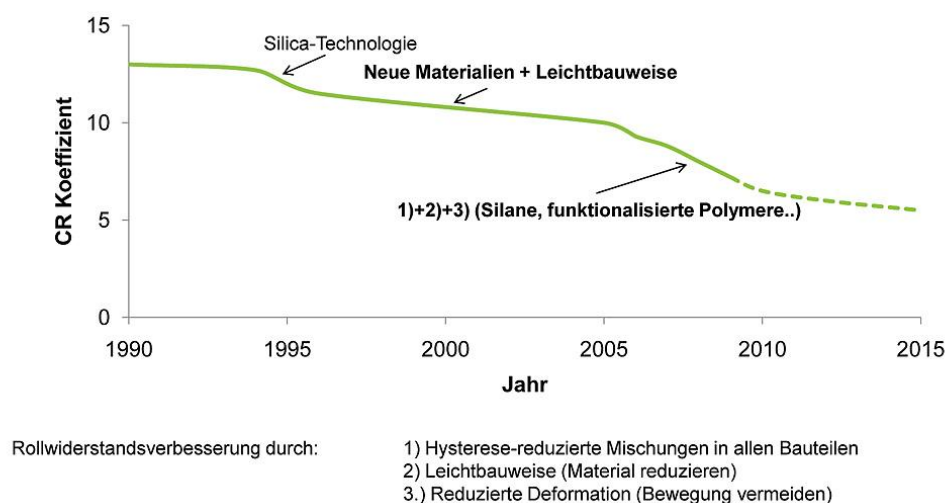 15
Silica-Technologie
Neue Materialien + Leichtbauweise
10
CR Koeffizient
5
1)+2)+3) (Silane, funktionalisierte Polymere..)
0
1990 1995 2000 2005 2010 2015
Jahr
Rollwiderstandsverbesserung durch: 1) Hysterese-reduzierte Mischungen in allen Bauteilen
2) Leichtbauweise (Material reduzieren)
3.) Reduzierte Deformation (Bewegung vermeiden)